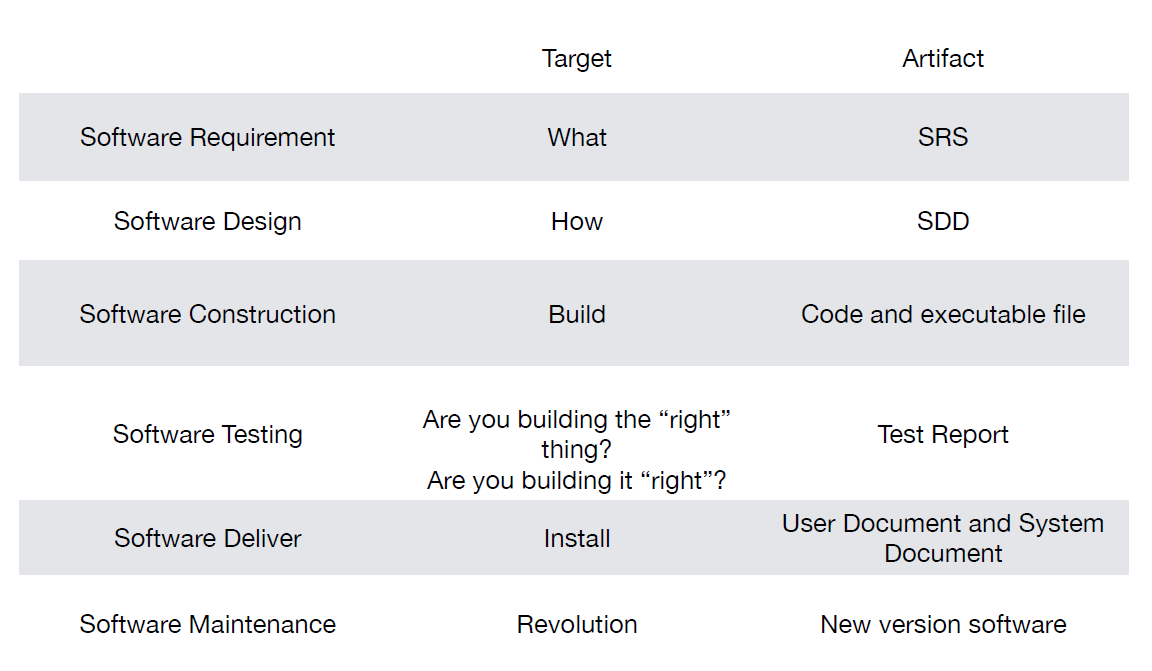 Target Artifact
Software Requirement What SRS
Software Design How SDD
Software Construction Build Code and executable file
Software Testing
Are you building the “right”
thing?
Are you building it “right”?
Test Report
Software Deliver Install
User Document and System
Document
Software Maintenance Revolution New version software